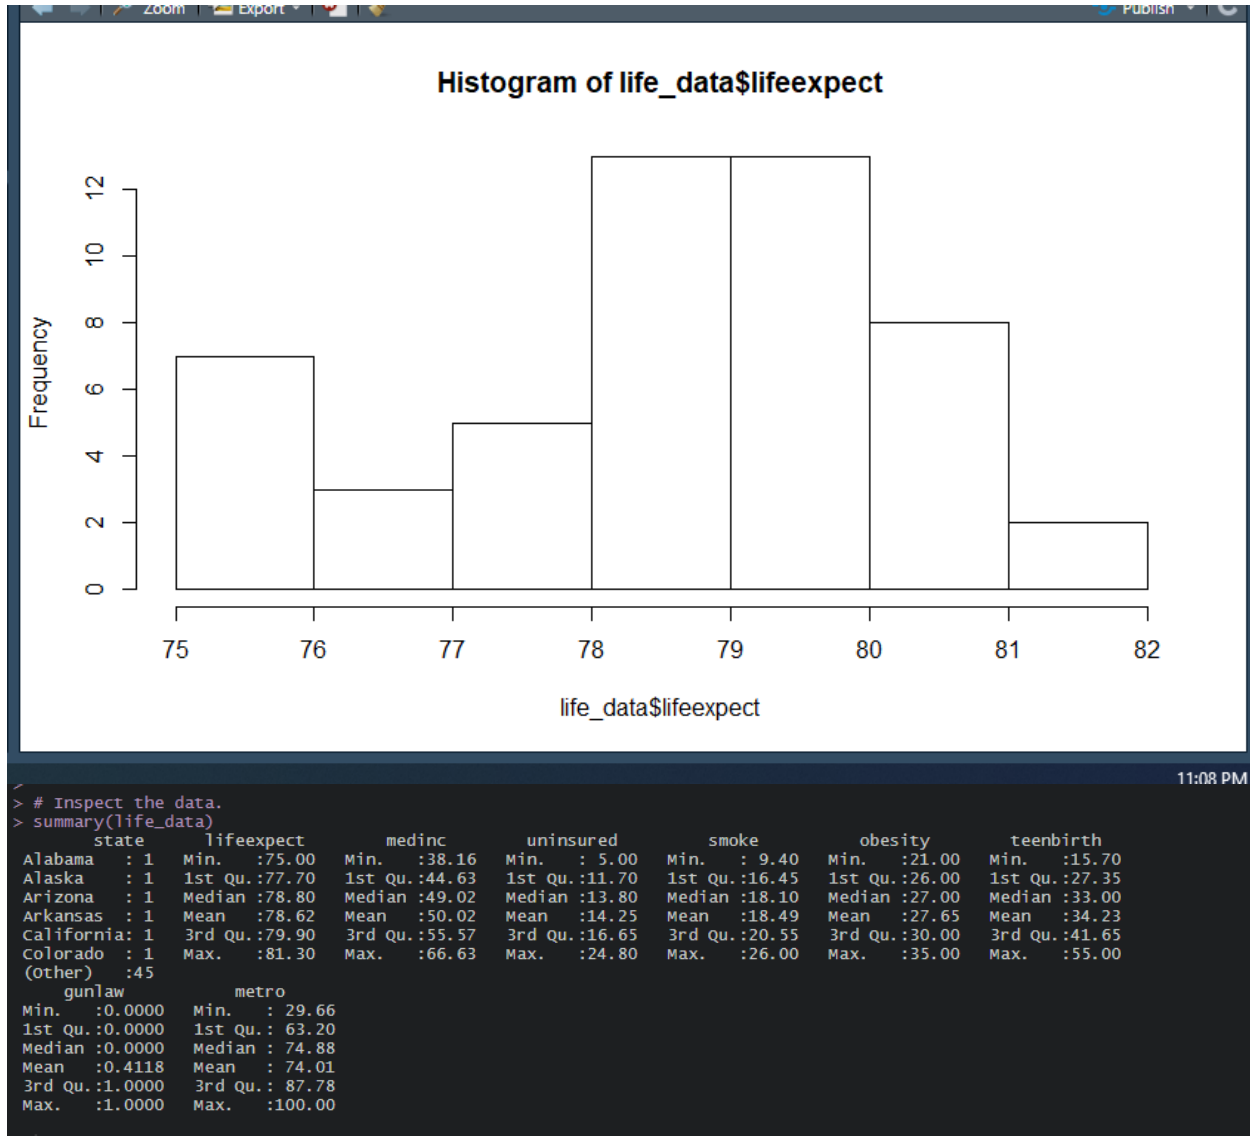 Zoom Export Publish
Histogram of life_data$lifeexpect
Frequency
12
10
8
6
4
2
0
75 76 77 78 79 80 81 82
life_data$lifeexpect
11:08 PM
>
> # Inspect the data.
> summary(life_data)
state lifeexpect medinc uninsured smoke obesity teenbirth
Alabama : 1 Min. :75.00 Min. :38.16 Min. : 5.00 Min. : 9.40 Min. :21.00 Min. :15.70
Alaska : 1 1st Qu.:77.70 1st Qu.:44.63 1st Qu.:11.70 1st Qu.:16.45 1st Qu.:26.00 1st Qu.:27.35
Arizona : 1 Median :78.80 Median :49.02 Median :13.80 Median :18.10 Median :27.00 Median :33.00
Arkansas : 1 Mean :78.62 Mean :50.02 Mean :14.25 Mean :18.49 Mean :27.65 Mean :34.23
California: 1 3rd Qu.:79.90 3rd Qu.:55.57 3rd Qu.:16.65 3rd Qu.:20.55 3rd Qu.:30.00 3rd Qu.:41.65
Colorado : 1 Max. :81.30 Max. :66.63 Max. :24.80 Max. :26.00 Max. :35.00 Max. :55.00
(Other) :45
gunlaw metro
Min. :0.0000 Min. : 29.66
1st Qu.:0.0000 1st Qu.: 63.20
Median :0.0000 Median : 74.88
Mean :0.4118 Mean : 74.01
3rd Qu.:1.0000 3rd Qu.: 87.78
Max. :1.0000 Max. :100.00